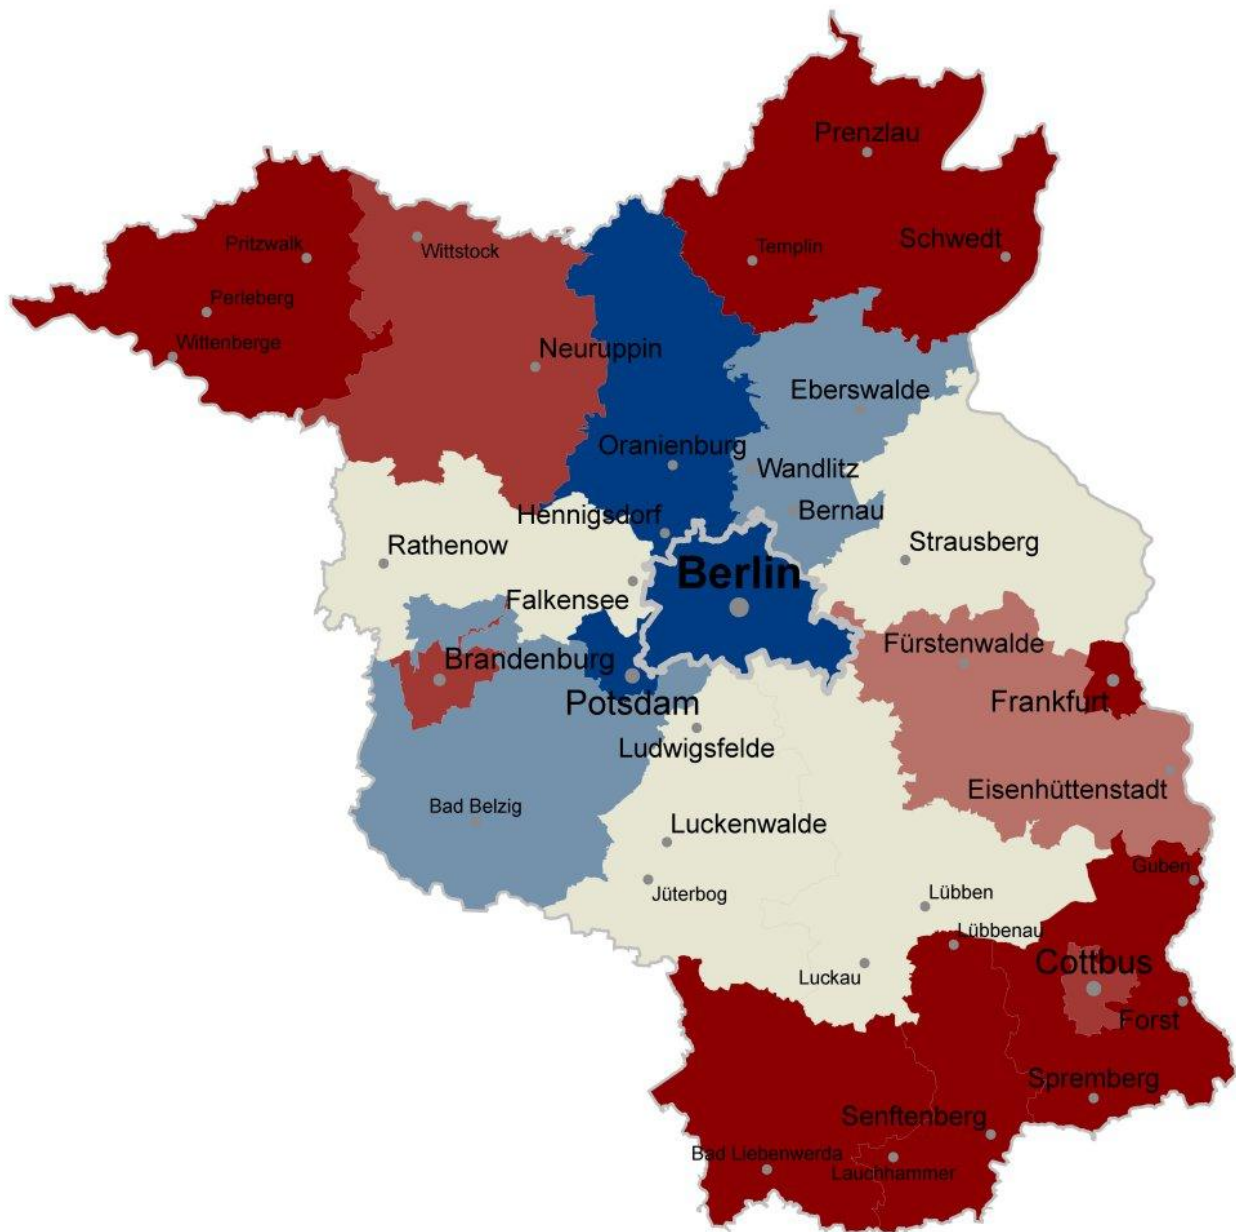 Prenzlau
Schwedt
Templin
Pritzwalk
Wittstock
Perleberg
Wittenberge
Neuruppin
Eberswalde
Oranienburg
Wandlitz
Bernau
Hennigsdorf
Rathenow
Strausberg
Berlin
Falkensee
Fürstenwalde
Brandenburg
Potsdam
Frankfurt
Ludwigsfelde
Eisenhüttenstadt
Bad Belzig
Luckenwalde
Guben
Jüterbog
Lübben
Lübbenau
Cottbus
Luckau
Forst
Spremberg
Senftenberg
Bad Liebenwerda
Lauchhammer